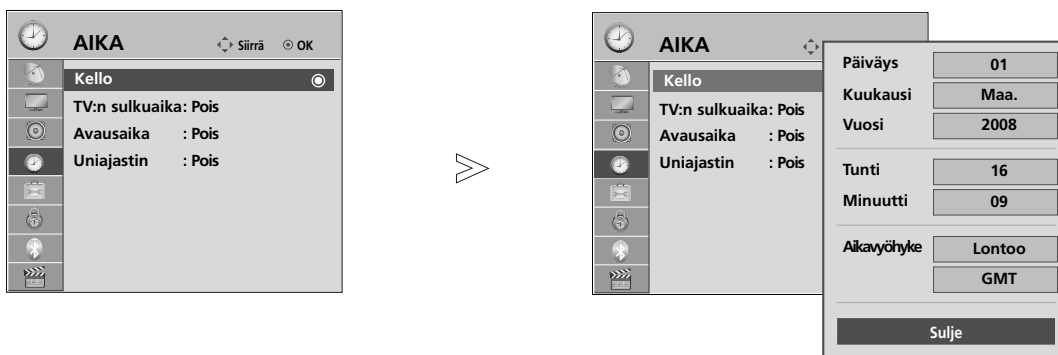 AIKA Siirrä OK
Kello
TV:n sulkuaika: Pois
Avausaika : Pois
Uniajastin : Pois
AIKA
Kello
TV:n sulkuaika: Pois
Avausaika : Pois
Uniajastin : Pois
Päiväys 01
Kuukausi Maa.
Vuosi 2008
Tunti 16
Minuutti 09
Aikavyöhyke Lontoo
GMT
Sulje